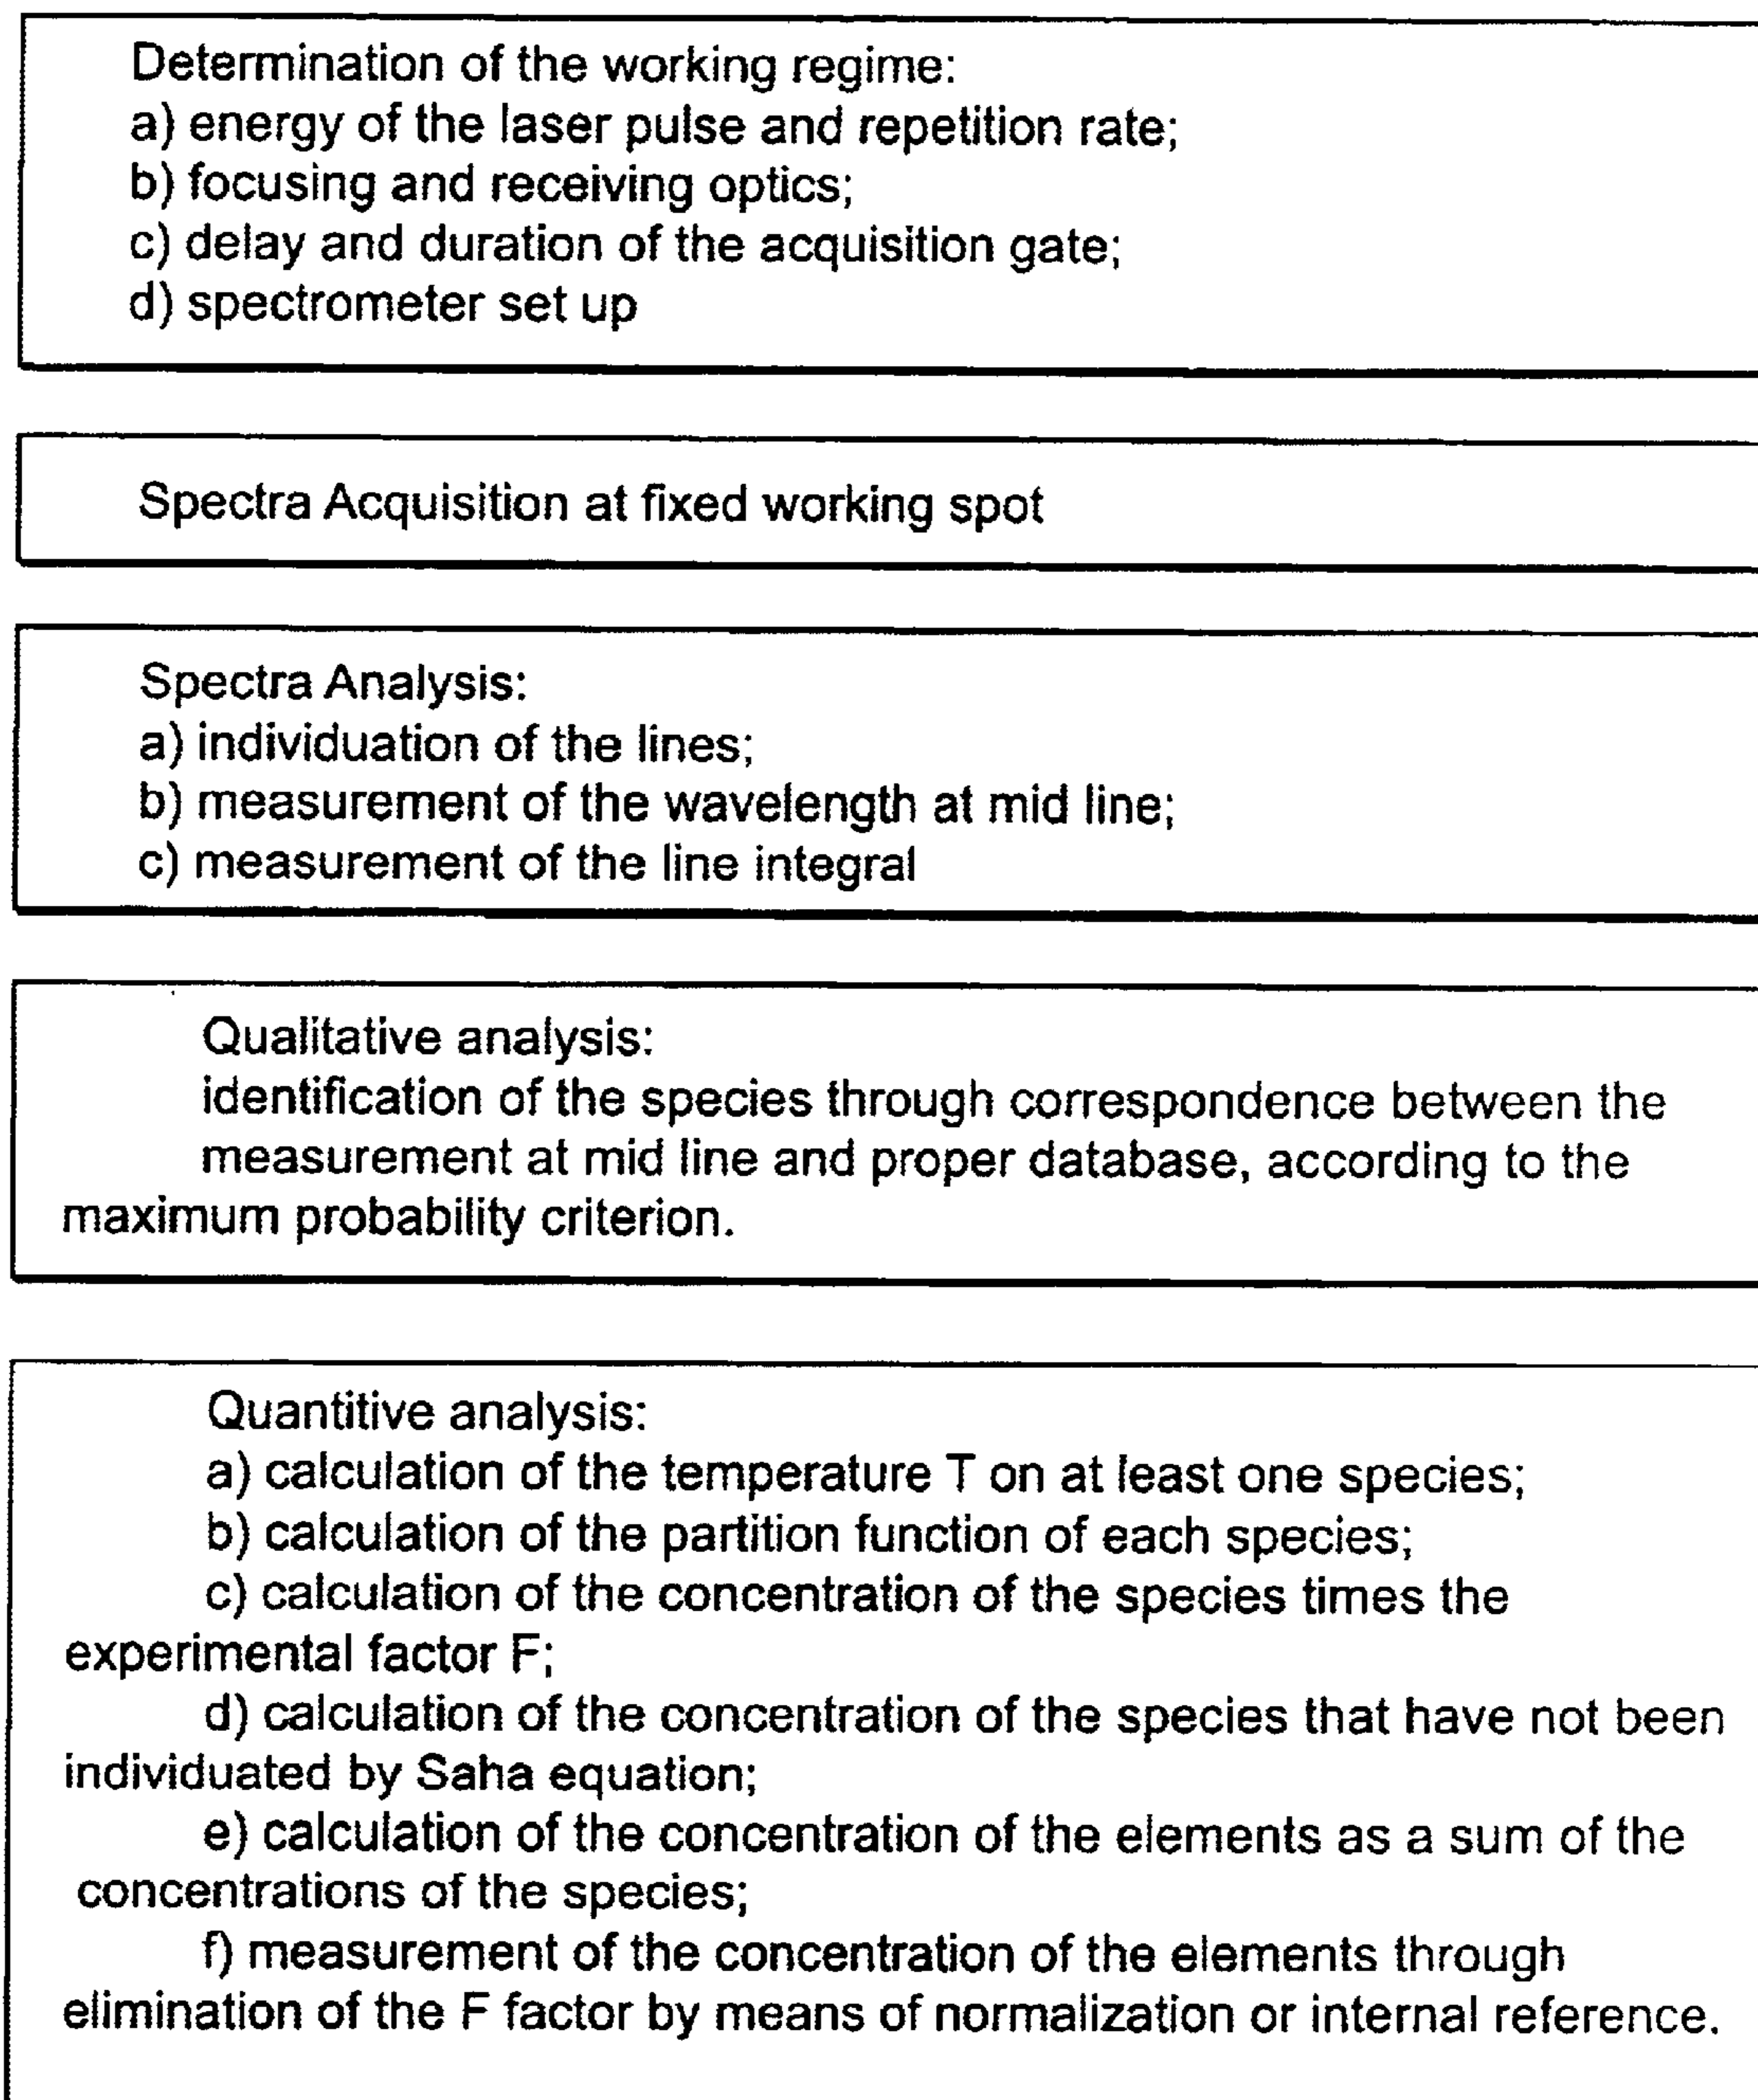 Determination of the working regime:
a) energy of the laser pulse and repetition rate;
b) focusing and receiving optics;
c) delay and duration of the acquisition gate;
d) spectrometer set up
Spectra Acquisition at fixed working spot
Spectra Analysis:
a) individuation of the lines;
b) measurement of the wavelength at mid line;
c) measurement of the line integral
Qualitative analysis:
identification of the species through correspondence between the
measurement at mid line and proper database, according to the
maximum probability criterion.
Quantitive analysis:
a) calculation of the temperature T on at least one species;
b) calculation of the partition function of each species;
c) calculation of the concentration of the species times the
experimental factor F;
d) calculation of the concentration of the species that have not been
individuated by Saha equation;
e) calculation of the concentration of the elements as a sum of the
concentrations of the species;
f) measurement of the concentration of the elements through
elimination of the F factor by means of normalization or internal reference.